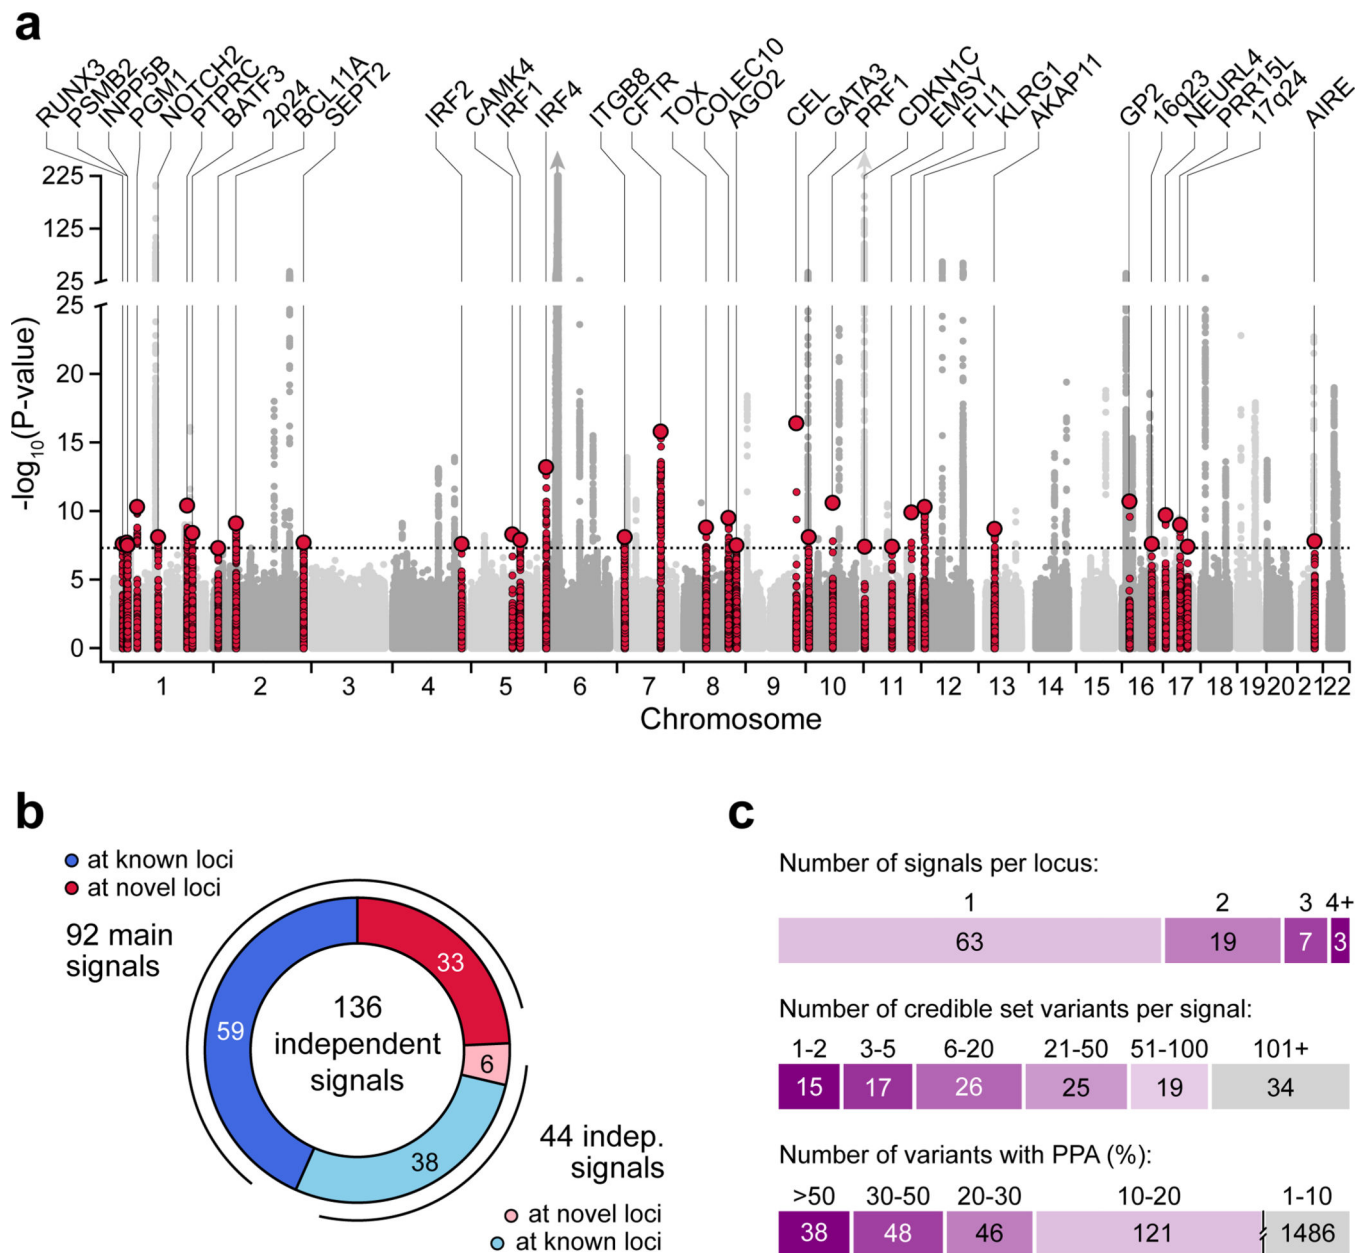 a
RUNX3 PSMB2 INPP5B PGM1 NOTCH2 PTPRC BATF3 2p24 BCL11A SEPT2 IRF2 CAMK4 IRF1 IRF4 ITGB8 CFTR TOX COLEC10 AGO2 CEL GATA3 PRF1 CDKN1C EMSY FLI1 KLRG1 AKAP11 GP2 16q23 NEURL4 PRR15L 17q24 AIRE
225
125
25
25
20
15
10
5
0
-log10(P-value)
1 2 3 4 5 6 7 8 9 10 11 12 13 14 15 16 17 18 19 20 21 22
Chromosome
b
at known loci
at novel loci
92 main
signals
33
59
136
independent
signals
6
38
44 indep.
signals
at novel loci
at known loci
c
Number of signals per locus:
1 2 3 4+
63 19 7 3
Number of credible set variants per signal:
1-2 3-5 6-20 21-50 51-100 101+
15 17 26 25 19 34
Number of variants with PPA (%):
>50 30-50 20-30 10-20 1-10
38 48 46 121 1486